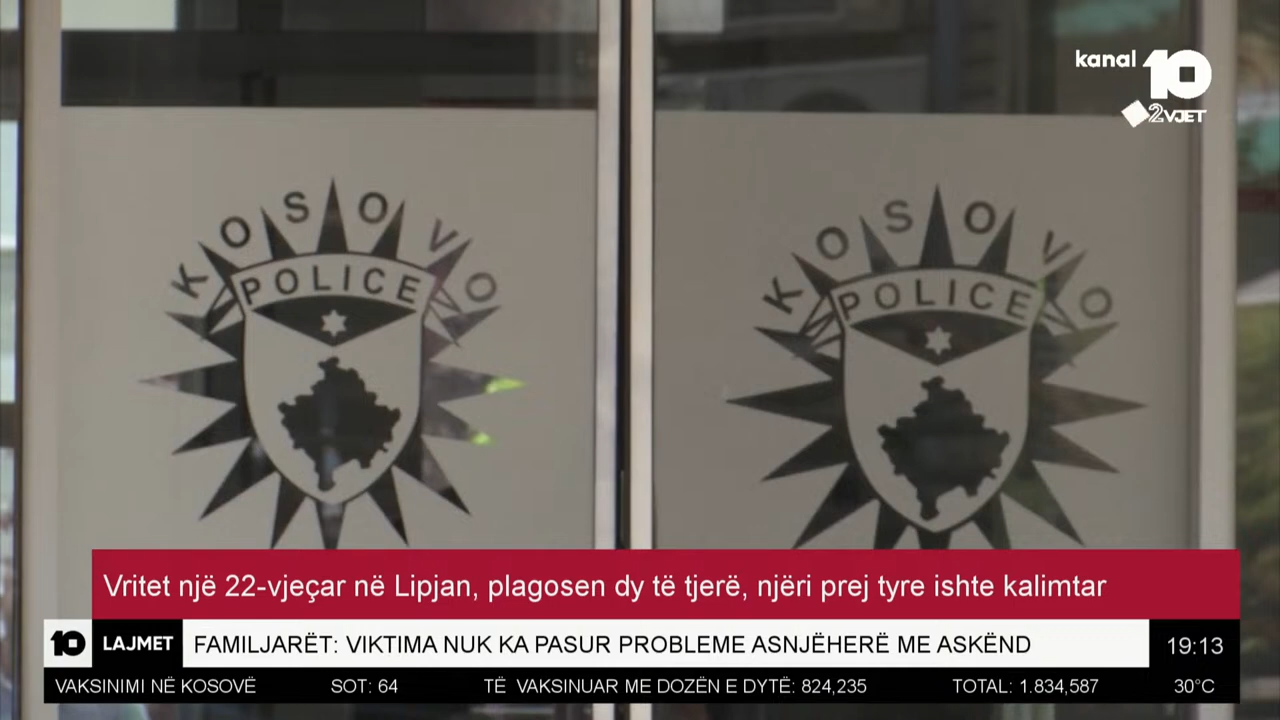 kanal 10
2 VJET
KOSOVO
POLICE
KOSOVO
POLICE
Vritet një 22-vjeçar në Lipjan, plagosen dy të tjerë, njëri prej tyre ishte kalimtar
10 LAJMET FAMILJARËT: VIKTIMA NUK KA PASUR PROBLEME ASNJËHERË ME ASKËND 19:13
VAKSINIMI NË KOSOVË SOT: 64 TË VAKSINUAR ME DOZËN E DYTË: 824,235 TOTAL: 1.834,587 30°C